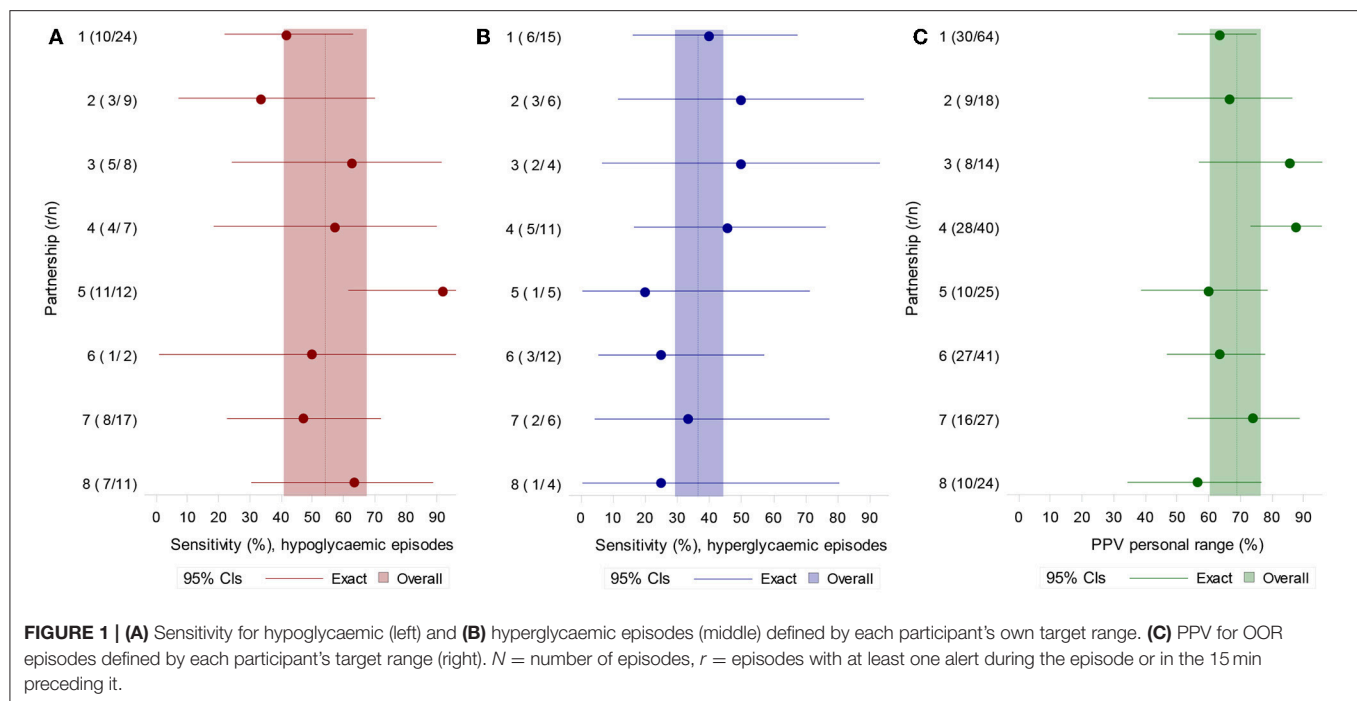 A
Partnership (r/n)
1 (10/24)
2 ( 3/ 9)
3 ( 5/ 8)
4 ( 4/ 7)
5 (11/12)
6 ( 1/ 2)
7 ( 8/17)
8 ( 7/11)
0 10 20 30 40 50 60 70 80 90
Sensitivity (%), hypoglycaemic episodes
95% CIs Exact Overall
B
1 ( 6/15)
2 ( 3/ 6)
3 ( 2/ 4)
4 ( 5/11)
5 ( 1/ 5)
6 ( 3/12)
7 ( 2/ 6)
8 ( 1/ 4)
0 10 20 30 40 50 60 70 80 90
Sensitivity (%), hyperglycaemic episodes
95% CIs Exact Overall
C
Partnership (r/n)
1 (30/64)
2 ( 9/18)
3 ( 8/14)
4 (28/40)
5 (10/25)
6 (27/41)
7 (16/27)
8 (10/24)
0 10 20 30 40 50 60 70 80 90
PPV personal range (%)
95% CIs Exact Overall
FIGURE 1 | (A) Sensitivity for hypoglycaemic (left) and (B) hyperglycaemic episodes (middle) defined by each participant's own target range. (C) PPV for OOR
episodes defined by each participant's target range (right). N = number of episodes, r = episodes with at least one alert during the episode or in the 15 min
preceding it.